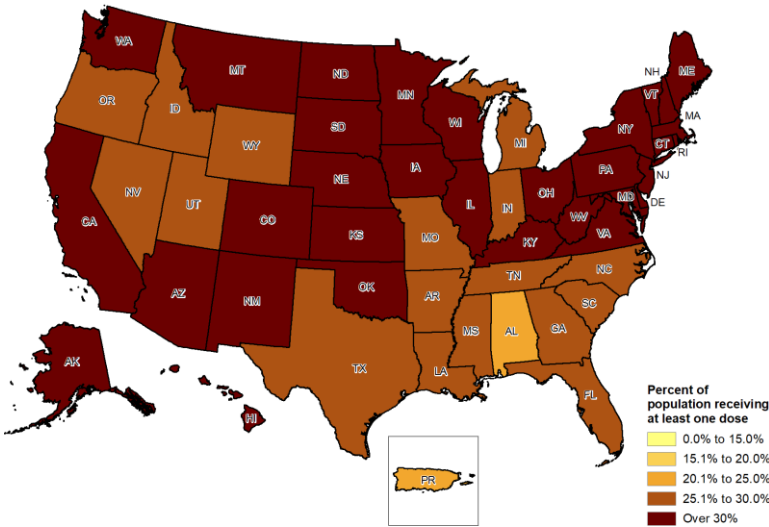 WA
MT
ND
MN
ME
NH
VT
OR
ID
SD
WI
MI
NY
MA
CT
RI
WY
IA
PA
NJ
NE
NV
UT
CO
IL
IN
OH
MD
DE
WV
VA
CA
KS
MO
KY
NC
TN
AZ
NM
OK
AR
SC
MS
AL
GA
TX
LA
FL
AK
HI
PR
Percent of
population receiving
at least one dose
0.0% to 15.0%
15.1% to 20.0%
20.1% to 25.0%
25.1% to 30.0%
Over 30%